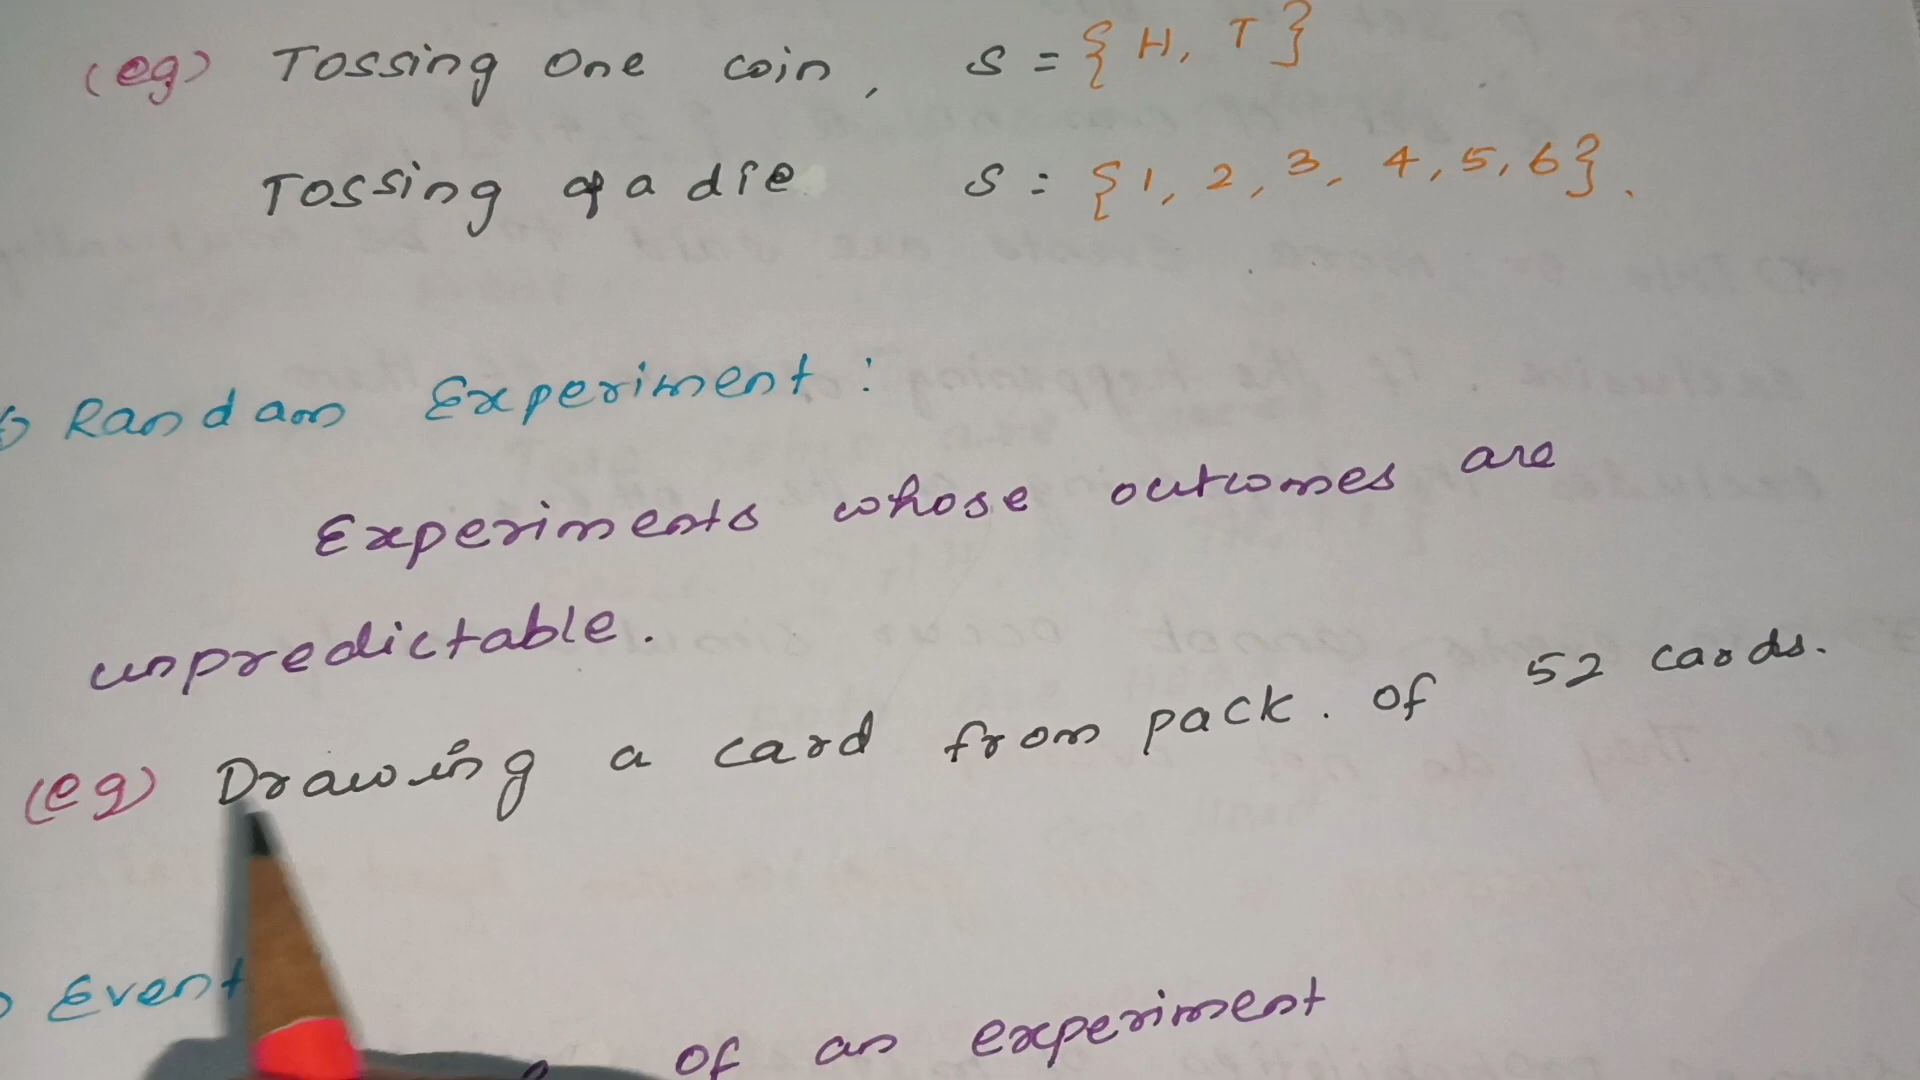 (eg) Tossing One coin, S = {H, T}
Tossing of a die S = {1, 2, 3, 4, 5, 6}.
Random Experiment:
Experiments whose outcomes are
unpredictable.
(eg) Drawing a card from pack. of 52 cards.
Event
of an experiment